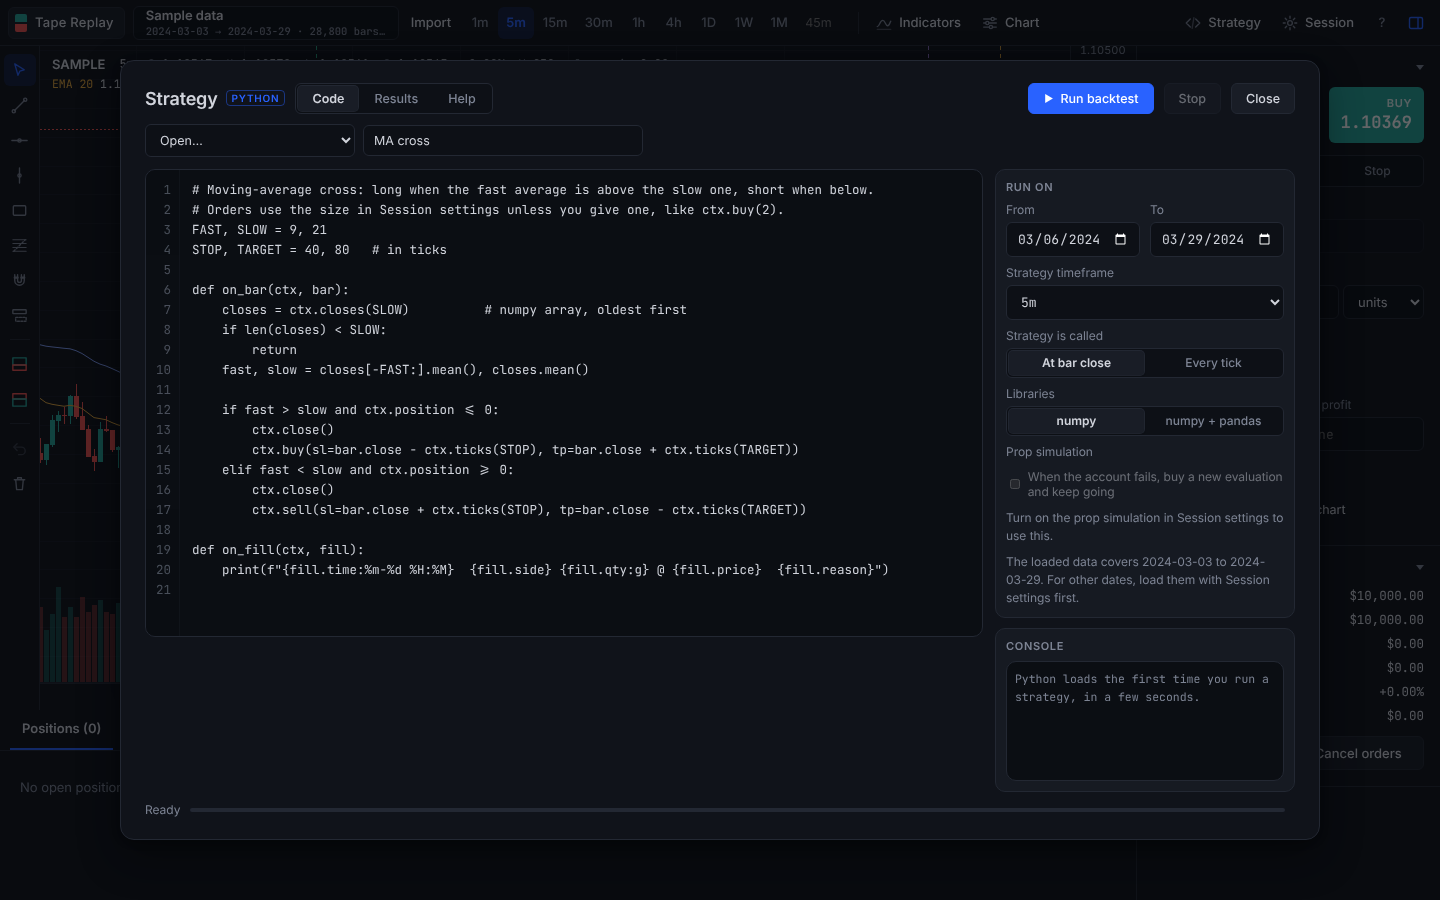 Tape Replay
Sample data
2024-03-03 → 2024-03-29 · 28,800 bars…
Import 1m 5m 15m 30m 1h 4h 1D 1W 1M 45m
Indicators
Chart
Strategy
Session
?
1.10500
SAMPLE
EMA 20 1.1
BUY
1.10369
Stop
units
profit
chart
$10,000.00
$10,000.00
$0.00
$0.00
+0.00%
$0.00
Cancel orders
Positions (0)
No open position
Strategy PYTHON Code Results Help
Run backtest Stop Close
Open... MA cross
1 # Moving-average cross: long when the fast average is above the slow one, short when below.
2 # Orders use the size in Session settings unless you give one, like ctx.buy(2).
3 FAST, SLOW = 9, 21
4 STOP, TARGET = 40, 80   # in ticks
5
6 def on_bar(ctx, bar):
7     closes = ctx.closes(SLOW)          # numpy array, oldest first
8     if len(closes) < SLOW:
9         return
10     fast, slow = closes[-FAST:].mean(), closes.mean()
11
12     if fast > slow and ctx.position <= 0:
13         ctx.close()
14         ctx.buy(sl=bar.close - ctx.ticks(STOP), tp=bar.close + ctx.ticks(TARGET))
15     elif fast < slow and ctx.position >= 0:
16         ctx.close()
17         ctx.sell(sl=bar.close + ctx.ticks(STOP), tp=bar.close - ctx.ticks(TARGET))
18
19 def on_fill(ctx, fill):
20     print(f"{fill.time:%m-%d %H:%M}  {fill.side} {fill.qty:g} @ {fill.price}  {fill.reason}")
21
RUN ON
From To
03/06/2024 03/29/2024
Strategy timeframe
5m
Strategy is called
At bar close Every tick
Libraries
numpy numpy + pandas
Prop simulation
When the account fails, buy a new evaluation
and keep going
Turn on the prop simulation in Session settings to
use this.
The loaded data covers 2024-03-03 to 2024-
03-29. For other dates, load them with Session
settings first.
CONSOLE
Python loads the first time you run a
strategy, in a few seconds.
Ready